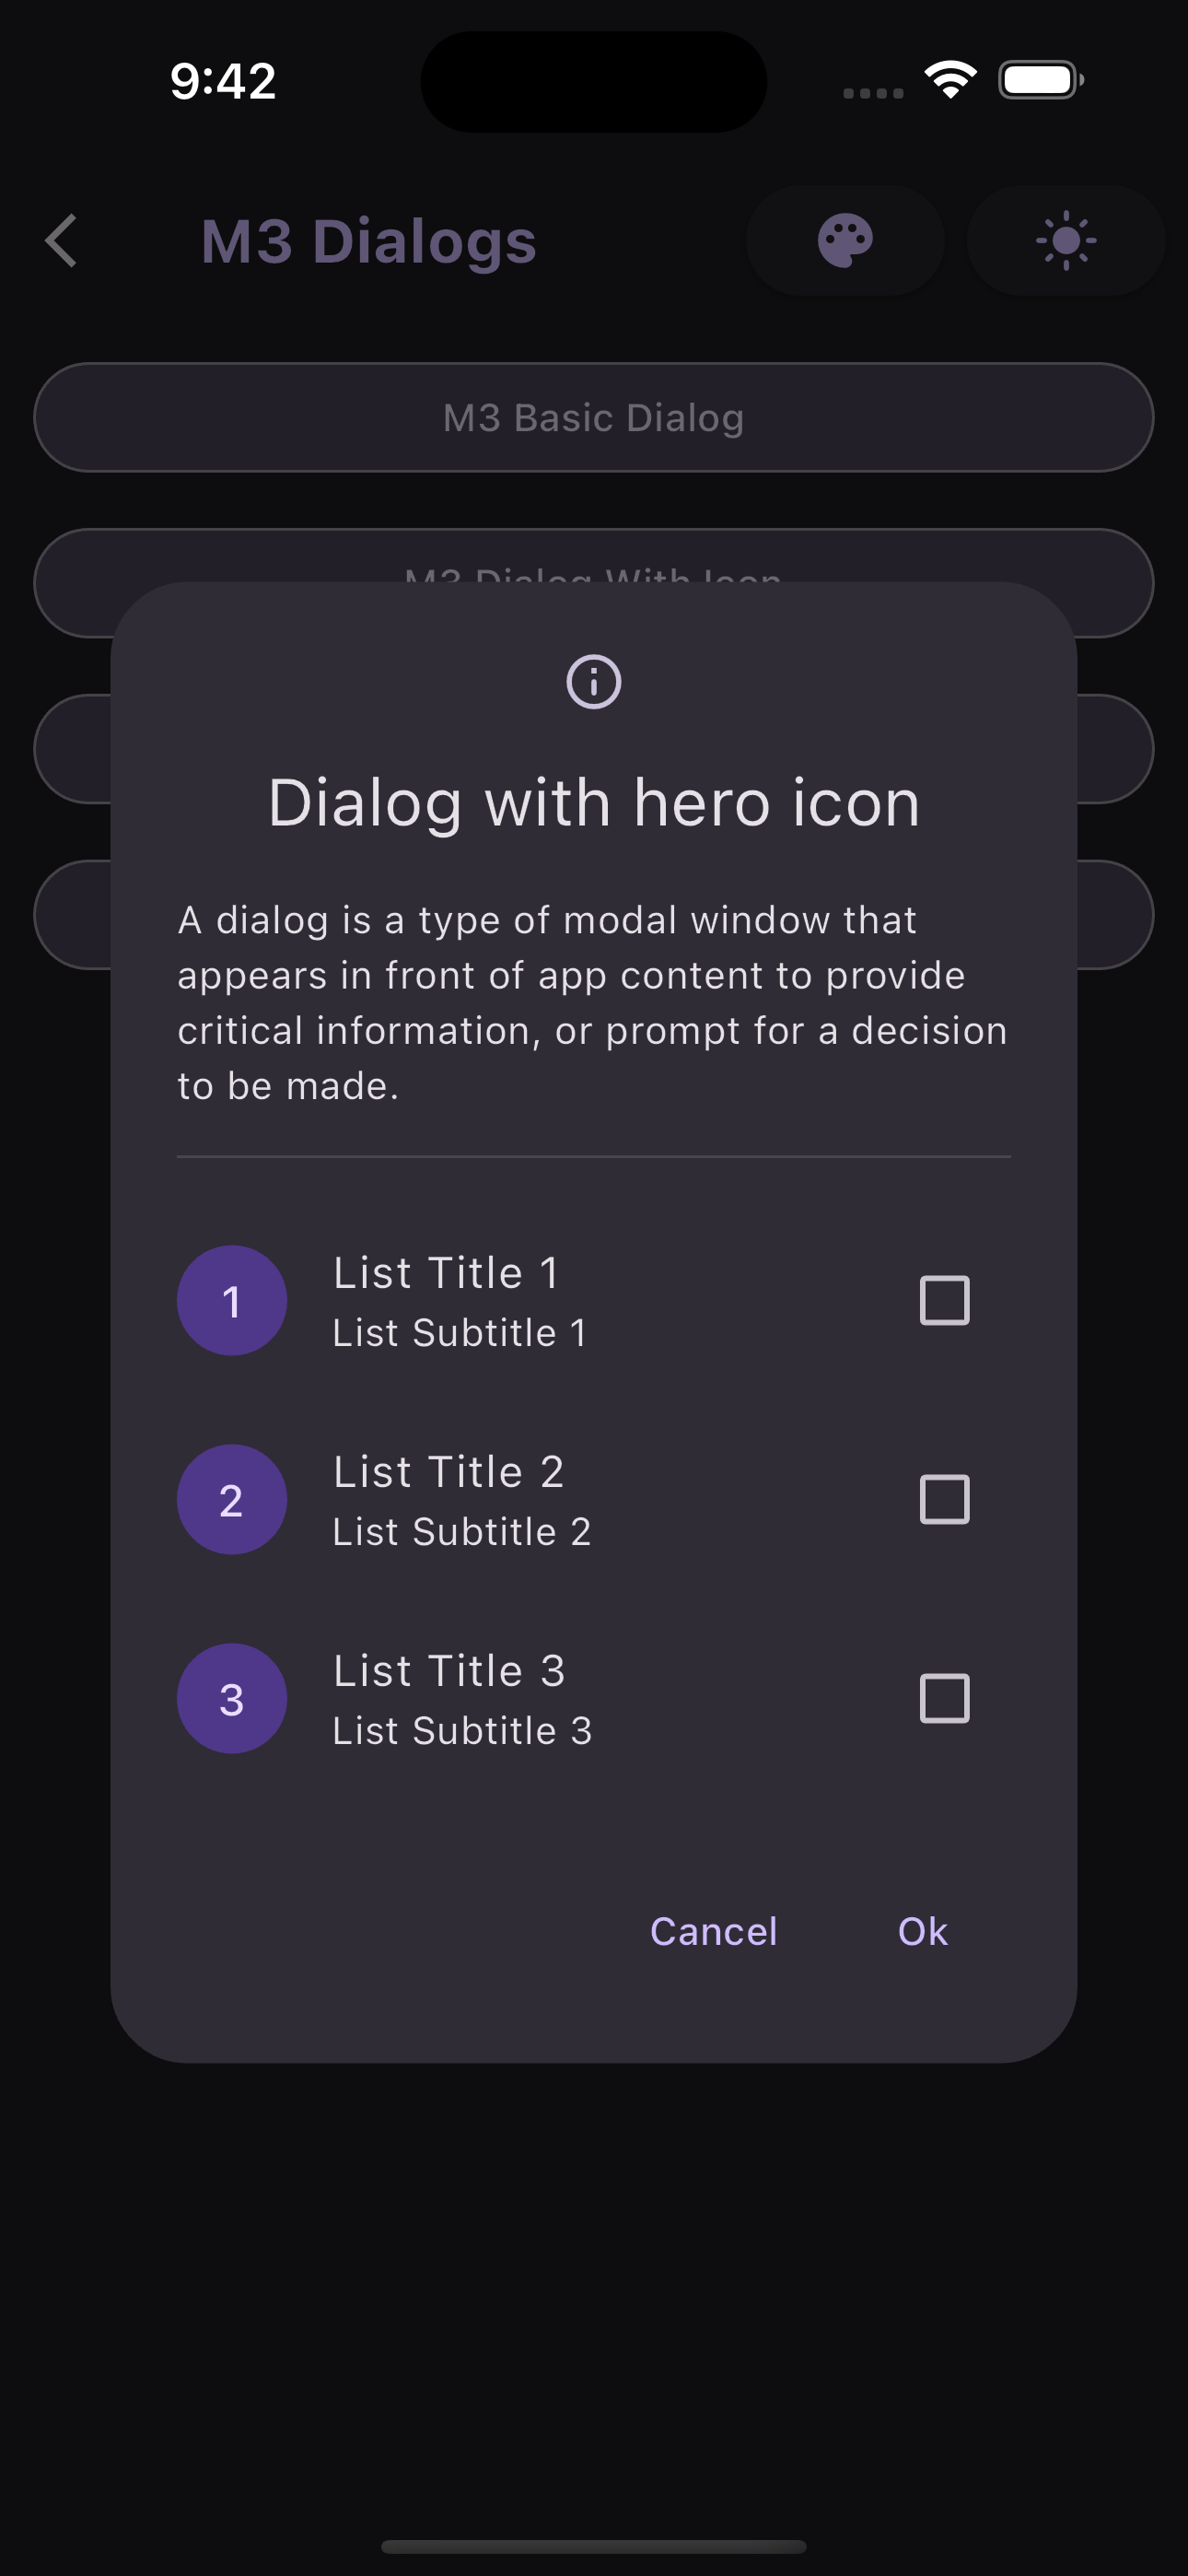 9:42
M3 Dialogs
M3 Basic Dialog
M3 Dialog With Icon
Dialog with hero icon
A dialog is a type of modal window that
appears in front of app content to provide
critical information, or prompt for a decision
to be made.
1
List Title 1
List Subtitle 1
2
List Title 2
List Subtitle 2
3
List Title 3
List Subtitle 3
Cancel
Ok